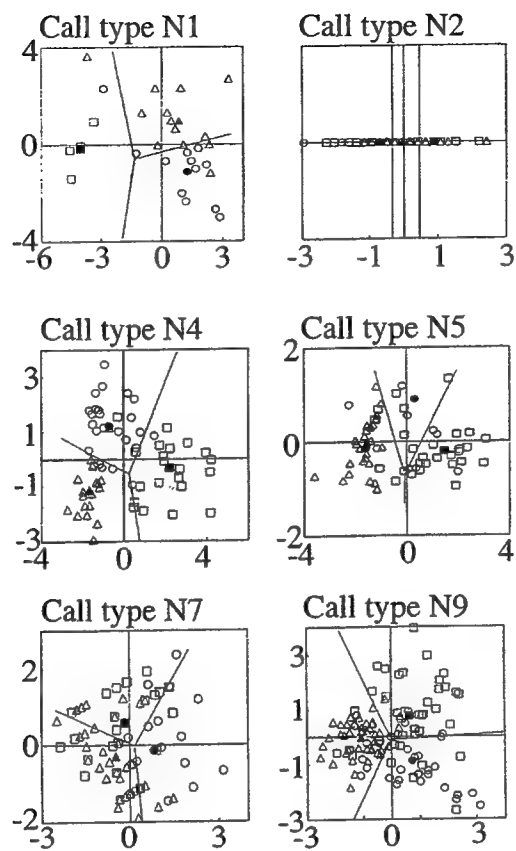 Call type N1
Call type N2
4
0
-4
-6 -3 0 3
-3 -1 1 3
Call type N4
Call type N5
3
1
-1
-3
-4 0 4
2
0
-2
-4 0 4
Call type N7
Call type N9
2
0
-2
-3 0 3
3
1
-1
-3
-3 0 3